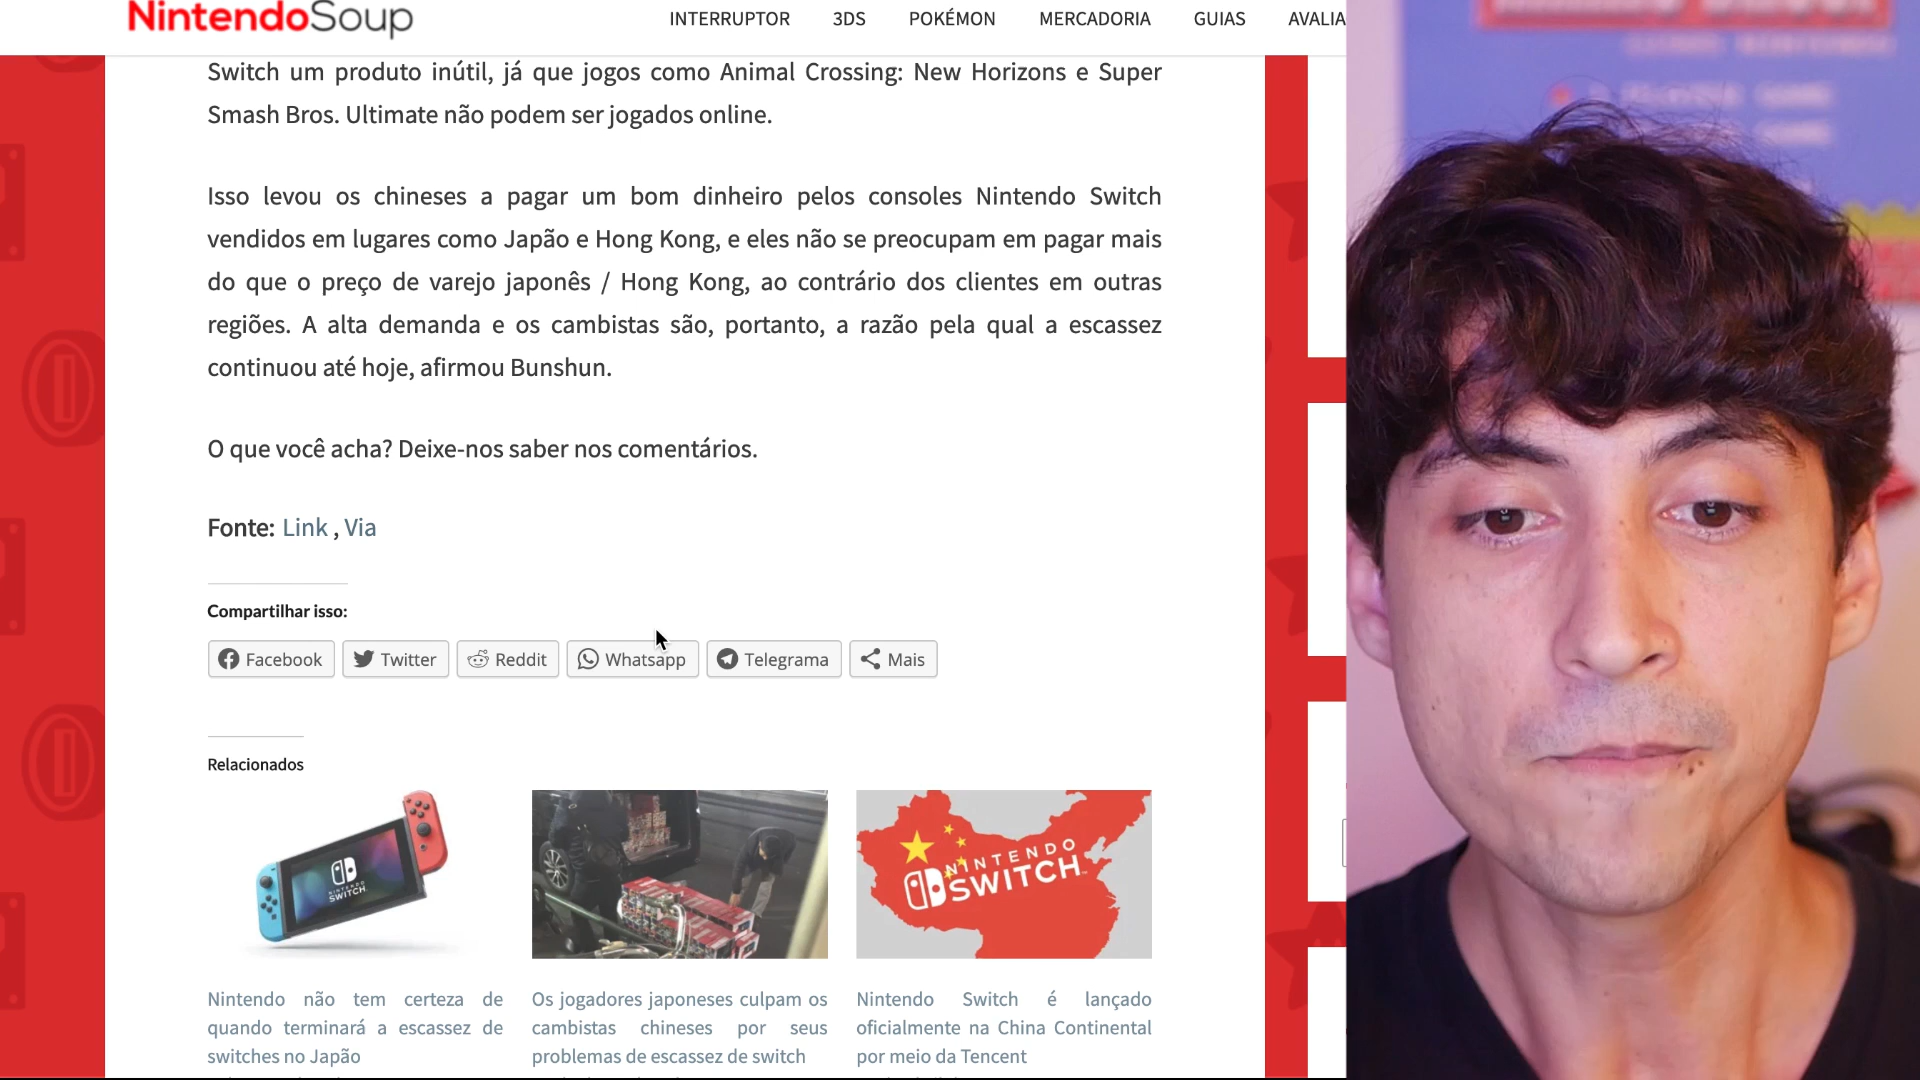 NintendoSoup
INTERRUPTOR 3DS POKÉMON MERCADORIA GUIAS AVALIA
Switch um produto inútil, já que jogos como Animal Crossing: New Horizons e Super
Smash Bros. Ultimate não podem ser jogados online.
Isso levou os chineses a pagar um bom dinheiro pelos consoles Nintendo Switch
vendidos em lugares como Japão e Hong Kong, e eles não se preocupam em pagar mais
do que o preço de varejo japonês / Hong Kong, ao contrário dos clientes em outras
regiões. A alta demanda e os cambistas são, portanto, a razão pela qual a escassez
continuou até hoje, afirmou Bunshun.
O que você acha? Deixe-nos saber nos comentários.
Fonte: Link , Via
Compartilhar isso:
Facebook Twitter Reddit Whatsapp Telegrama Mais
Relacionados
NINTENDO
SWITCH
NINTENDO
SWITCH
Nintendo não tem certeza de
quando terminará a escassez de
switches no Japão
Os jogadores japoneses culpam os
cambistas chineses por seus
problemas de escassez de switch
Nintendo Switch é lançado
oficialmente na China Continental
por meio da Tencent